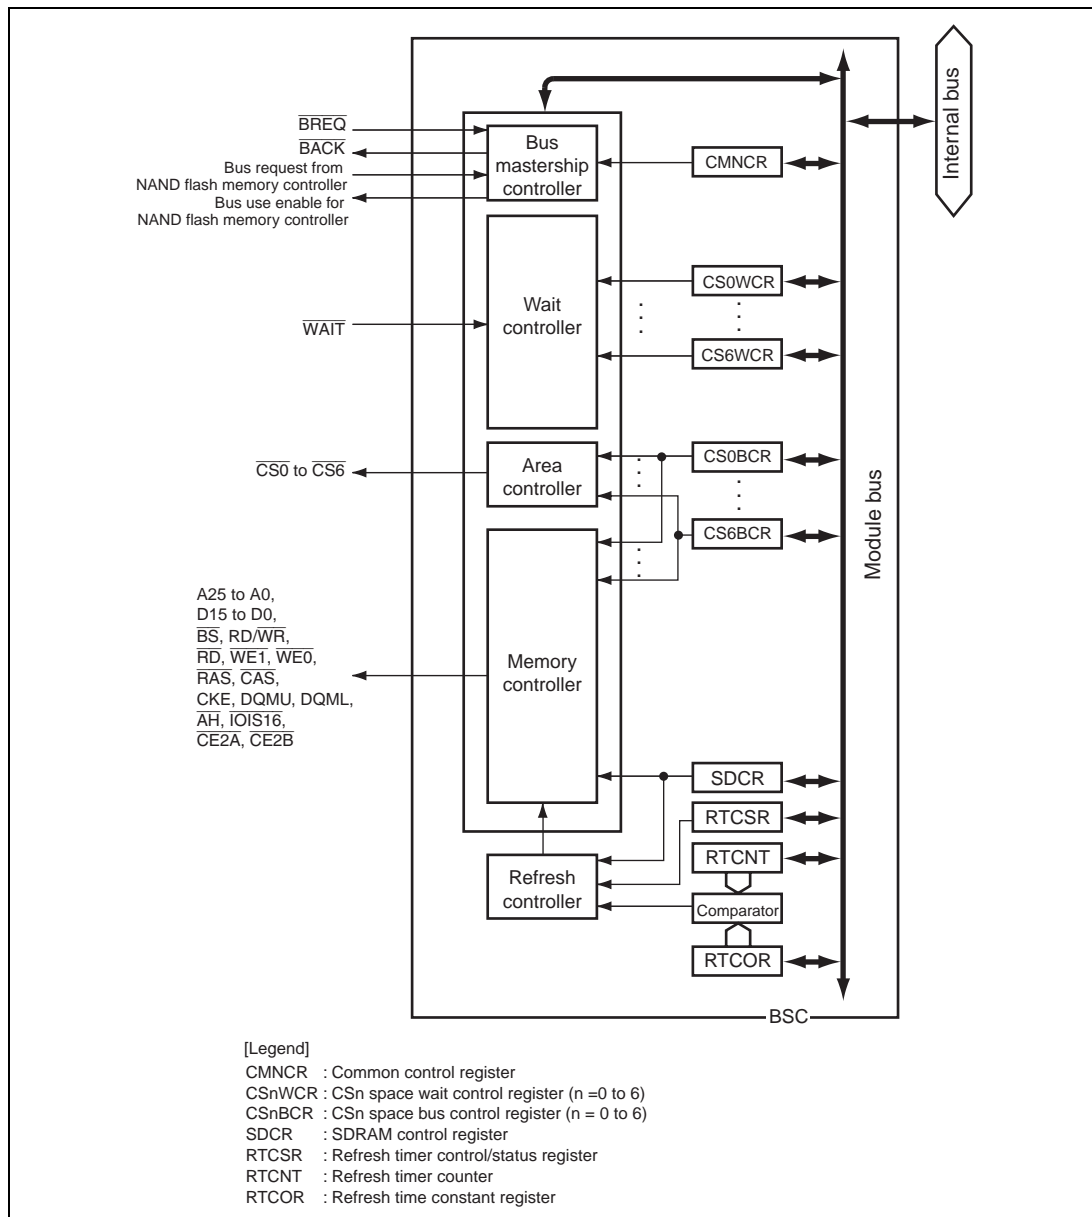 BREQ
BACK
Bus request from
NAND flash memory controller
Bus use enable for
NAND flash memory controller
Bus
mastership
controller
CMNCR
Internal bus
WAIT
Wait
controller
CS0WCR
CS6WCR
CS0 to CS6
Area
controller
CS0BCR
CS6BCR
Module bus
A25 to A0,
D15 to D0,
BS, RD/WR,
RD, WE1, WE0,
RAS, CAS,
CKE, DQMU, DQML,
AH, IOIS16,
CE2A, CE2B
Memory
controller
SDCR
RTCSR
RTCNT
Refresh
controller
Comparator
RTCOR
BSC
[Legend]
CMNCR : Common control register
CSnWCR : CSn space wait control register (n =0 to 6)
CSnBCR : CSn space bus control register (n = 0 to 6)
SDCR : SDRAM control register
RTCSR : Refresh timer control/status register
RTCNT : Refresh timer counter
RTCOR : Refresh time constant register